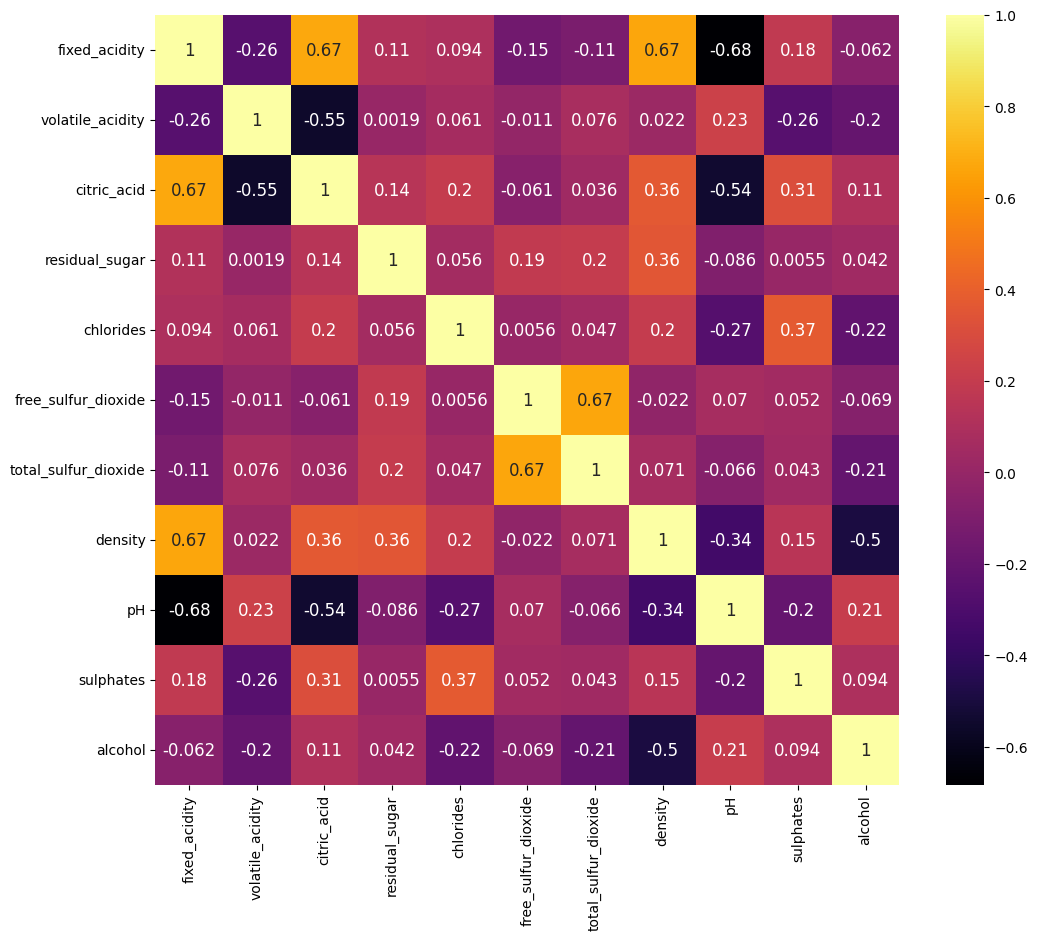 fixed_acidity 1 -0.26 0.67 0.11 0.094 -0.15 -0.11 0.67 -0.68 0.18 -0.062
volatile_acidity -0.26 1 -0.55 0.0019 0.061 -0.011 0.076 0.022 0.23 -0.26 -0.2
citric_acid 0.67 -0.55 1 0.14 0.2 -0.061 0.036 0.36 -0.54 0.31 0.11
residual_sugar 0.11 0.0019 0.14 1 0.056 0.19 0.2 0.36 -0.086 0.0055 0.042
chlorides 0.094 0.061 0.2 0.056 1 0.0056 0.047 0.2 -0.27 0.37 -0.22
free_sulfur_dioxide -0.15 -0.011 -0.061 0.19 0.0056 1 0.67 -0.022 0.07 0.052 -0.069
total_sulfur_dioxide -0.11 0.076 0.036 0.2 0.047 0.67 1 0.071 -0.066 0.043 -0.21
density 0.67 0.022 0.36 0.36 0.2 -0.022 0.071 1 -0.34 0.15 -0.5
pH -0.68 0.23 -0.54 -0.086 -0.27 0.07 -0.066 -0.34 1 -0.2 0.21
sulphates 0.18 -0.26 0.31 0.0055 0.37 0.052 0.043 0.15 -0.2 1 0.094
alcohol -0.062 -0.2 0.11 0.042 -0.22 -0.069 -0.21 -0.5 0.21 0.094 1
fixed_acidity
volatile_acidity
citric_acid
residual_sugar
chlorides
free_sulfur_dioxide
total_sulfur_dioxide
density
pH
sulphates
alcohol
1.0
0.8
0.6
0.4
0.2
0.0
−0.2
−0.4
−0.6